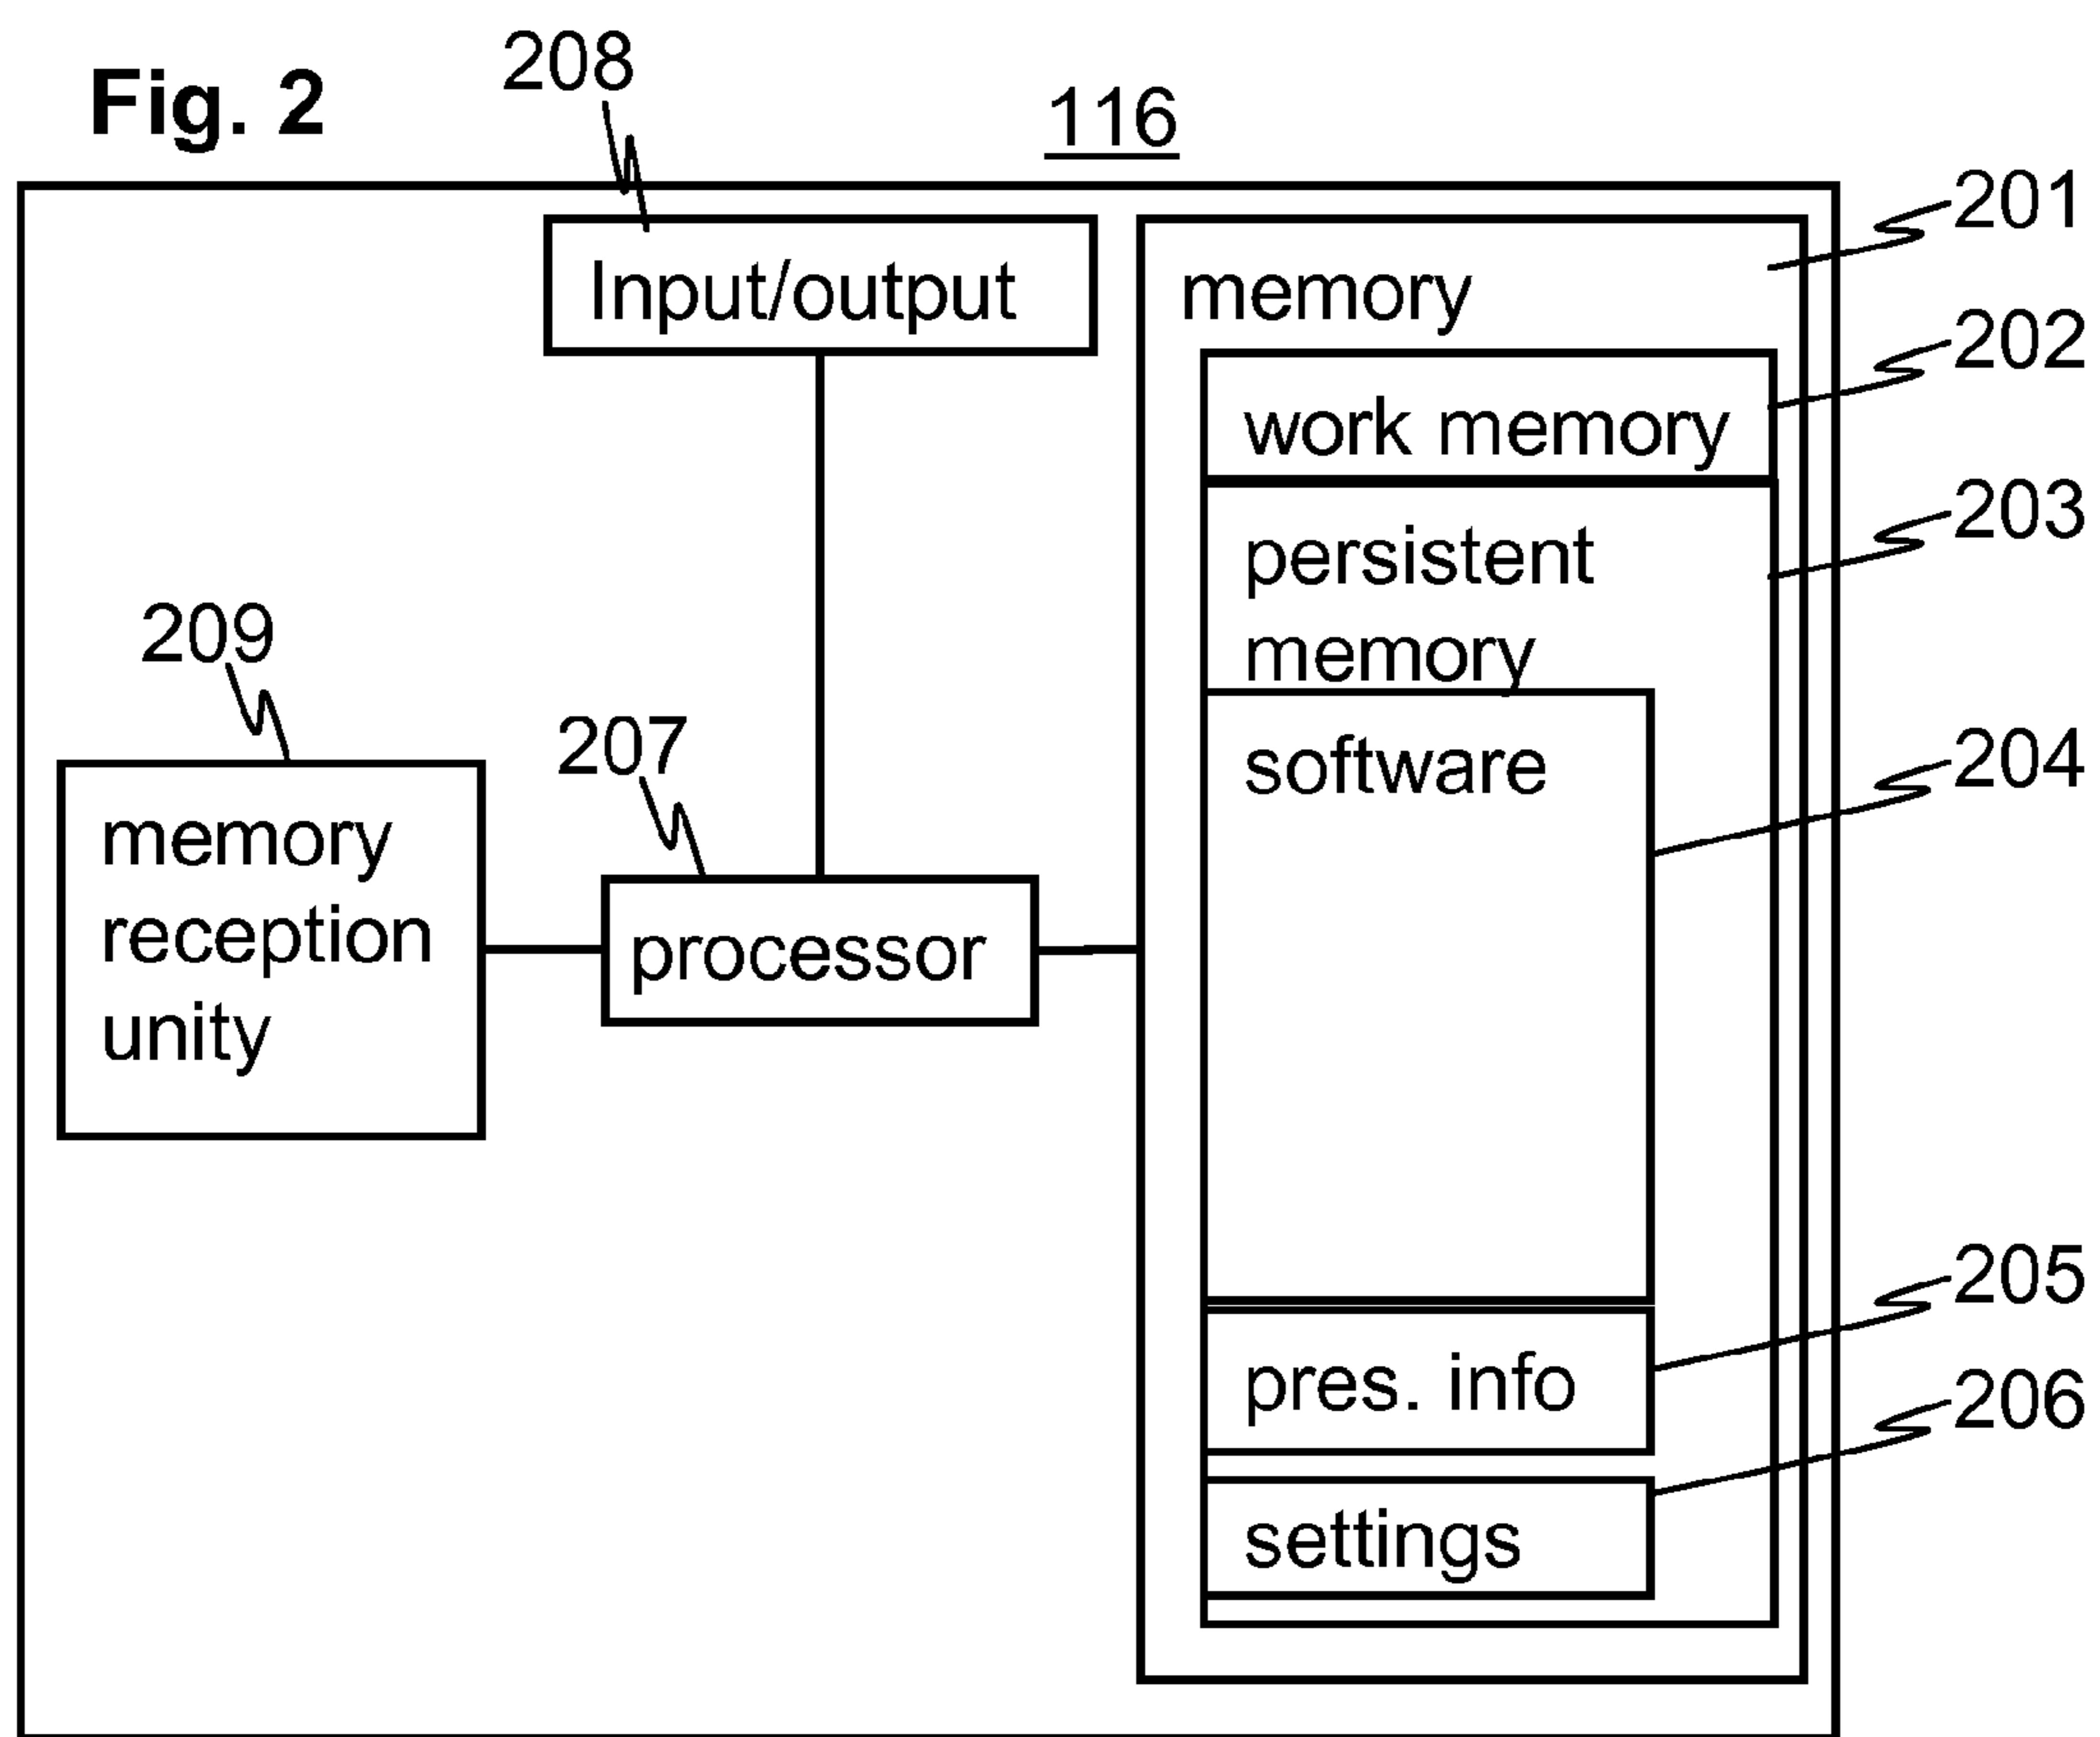 Fig. 2
208
116
201
Input/output
memory
202
work memory
203
persistent
memory
209
207
204
software
memory
reception
unity
processor
205
pres. info
206
settings